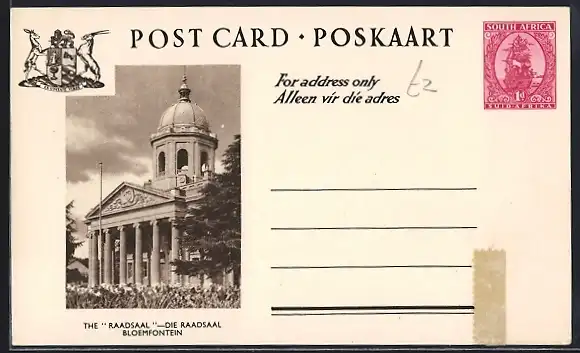 POST CARD · POSKAART
SOUTH AFRICA
1d
SUID-AFRIKA
For address only
Alleen vir die adres
£2
THE "RAADSAAL"—DIE RAADSAAL
BLOEMFONTEIN